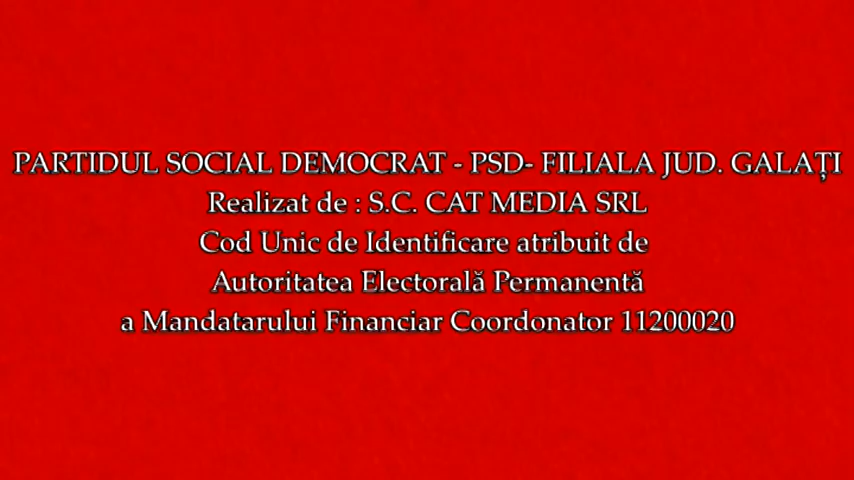 PARTIDUL SOCIAL DEMOCRAT - PSD- FILIALA JUD. GALAȚI
Realizat de : S.C. CAT MEDIA SRL
Cod Unic de Identificare atribuit de
Autoritatea Electorală Permanentă
a Mandatarului Financiar Coordonator 11200020